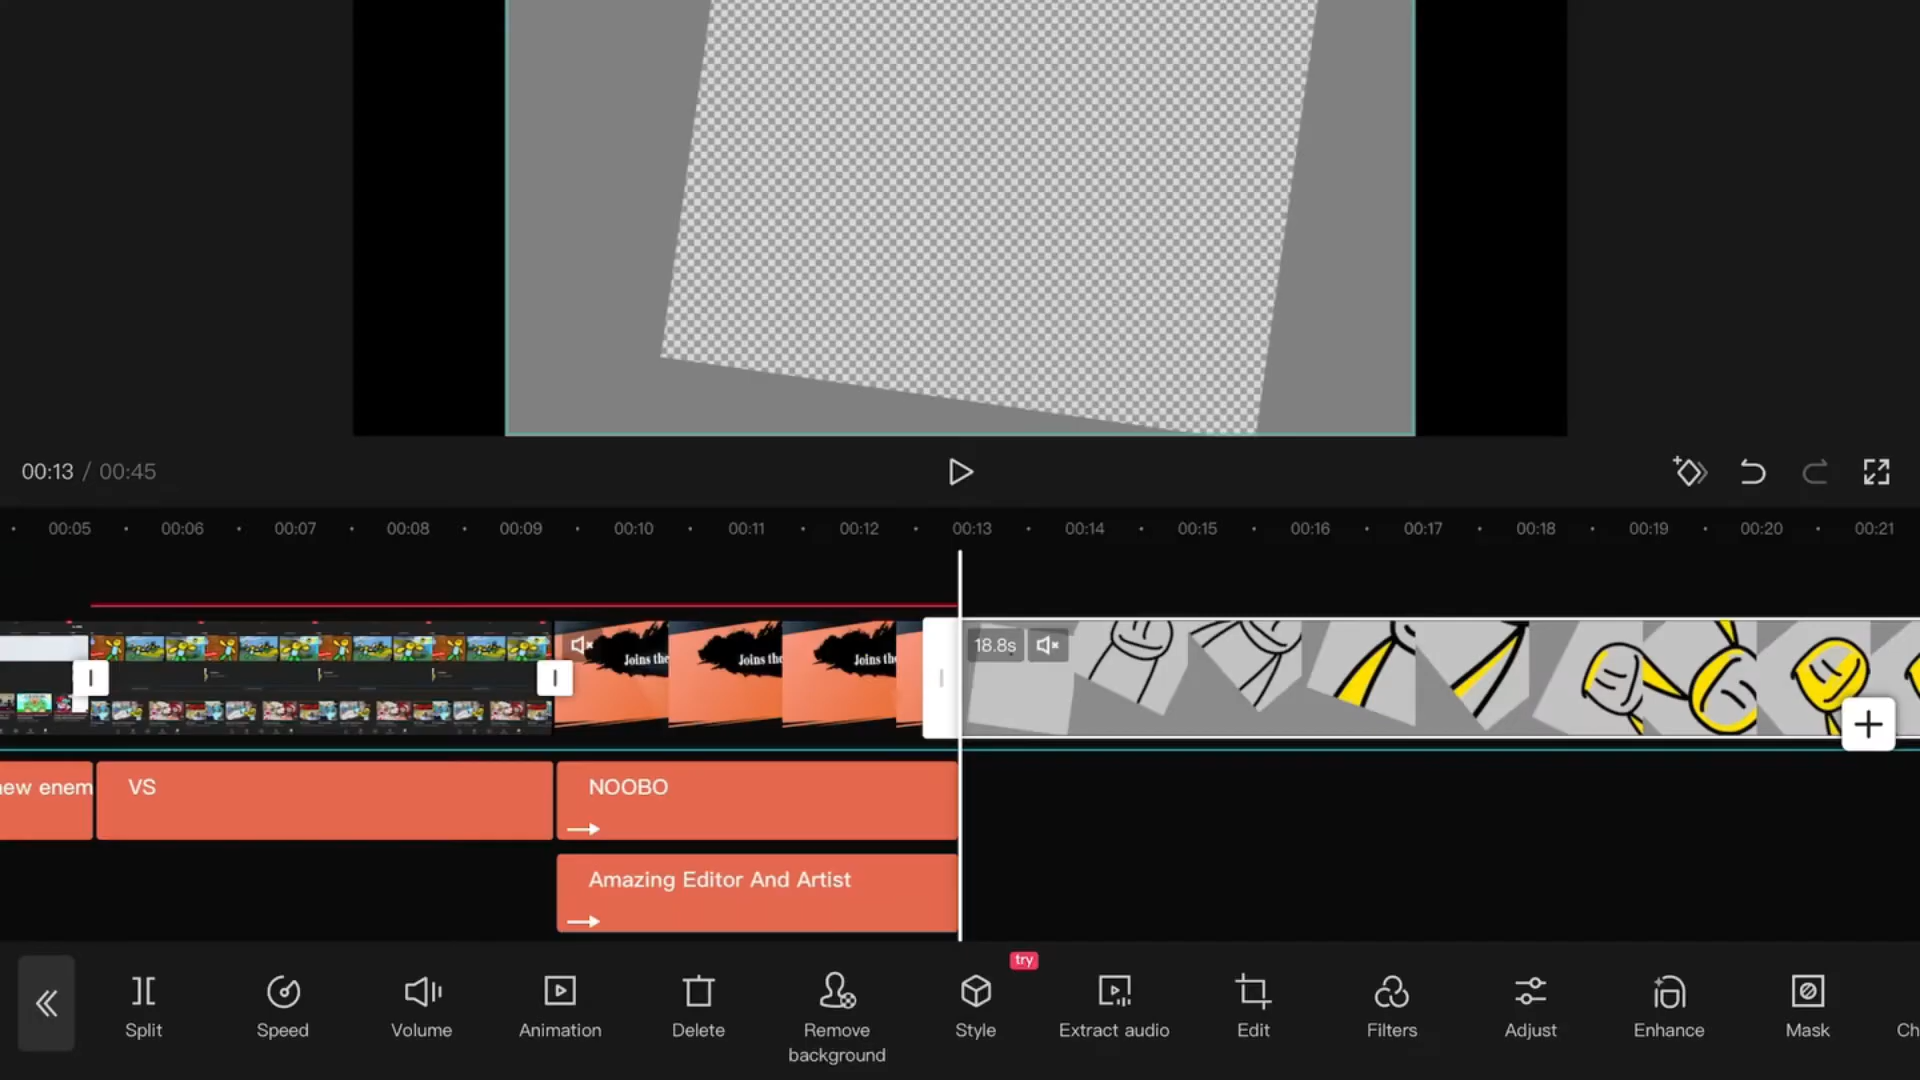 00:13 / 00:45
00:05 00:06 00:07 00:08 00:09 00:10 00:11 00:12 00:13 00:14 00:15 00:16 00:17 00:18 00:19 00:20 00:21
Joins the Joins the Joins the
18.8s
new enem VS NOOBO
Amazing Editor And Artist
try
Split Speed Volume Animation Delete Remove background Style Extract audio Edit Filters Adjust Enhance Mask Ch